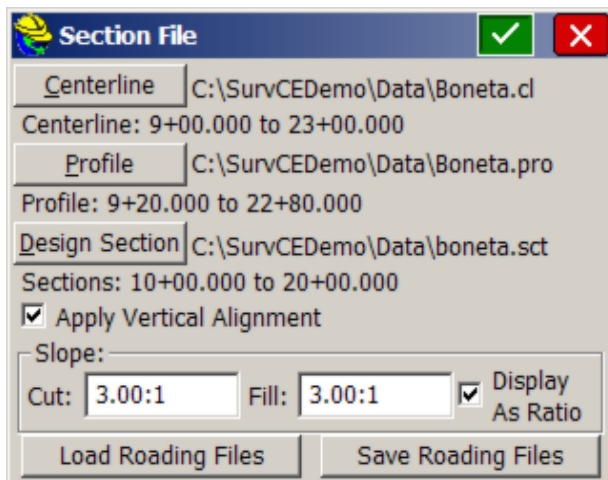 Section File
Centerline C:\SurvCEDemo\Data\Boneta.cl
Centerline: 9+00.000 to 23+00.000
Profile C:\SurvCEDemo\Data\Boneta.pro
Profile: 9+20.000 to 22+80.000
Design Section C:\SurvCEDemo\Data\boneta.sct
Sections: 10+00.000 to 20+00.000
Apply Vertical Alignment
Slope:
Cut: 3.00:1 Fill: 3.00:1 Display
As Ratio
Load Roading Files Save Roading Files